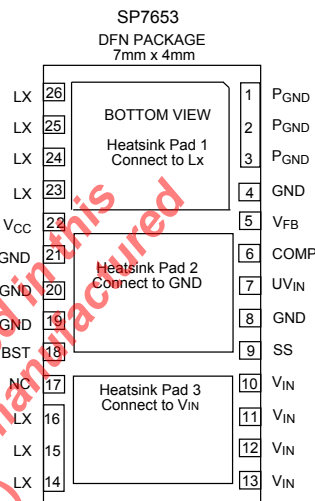 SP7653
DFN PACKAGE
7mm x 4mm
BOTTOM VIEW
Heatsink Pad 1
Connect to Lx
Heatsink Pad 2
Connect to GND
Heatsink Pad 3
Connect to VIN
LX 26
LX 25
LX 24
LX 23
VCC 22
GND 21
GND 20
GND 19
BST 18
NC 17
LX 16
LX 15
LX 14
1 PGND
2 PGND
3 PGND
4 GND
5 VFB
6 COMP
7 UVIN
8 GND
9 SS
10 VIN
11 VIN
12 VIN
13 VIN
in this
manufactured